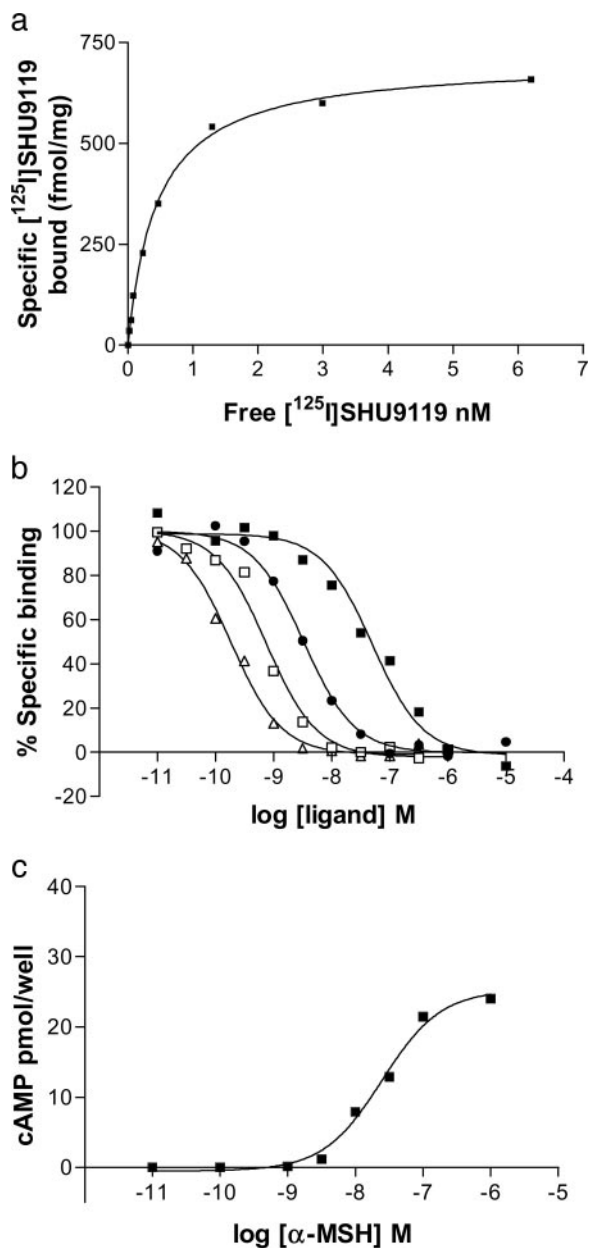 a
Specific [¹²⁵I]SHU9119
bound (fmol/mg)
750
500
250
0
0 1 2 3 4 5 6 7
Free [¹²⁵I]SHU9119 nM
b
% Specific binding
120
100
80
60
40
20
0
-20
-11 -10 -9 -8 -7 -6 -5 -4
log [ligand] M
c
cAMP pmol/well
40
30
20
10
0
-11 -10 -9 -8 -7 -6 -5
log [α-MSH] M